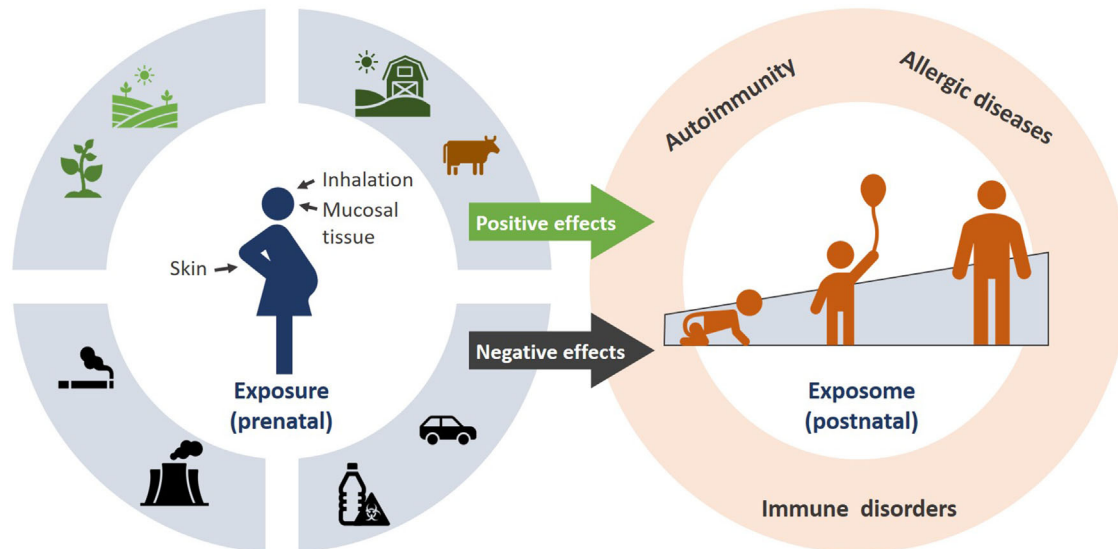 Inhalation
Mucosal
tissue
Skin
Exposure
(prenatal)
Positive effects
Negative effects
Autoimmunity
Allergic diseases
Exposome
(postnatal)
Immune disorders